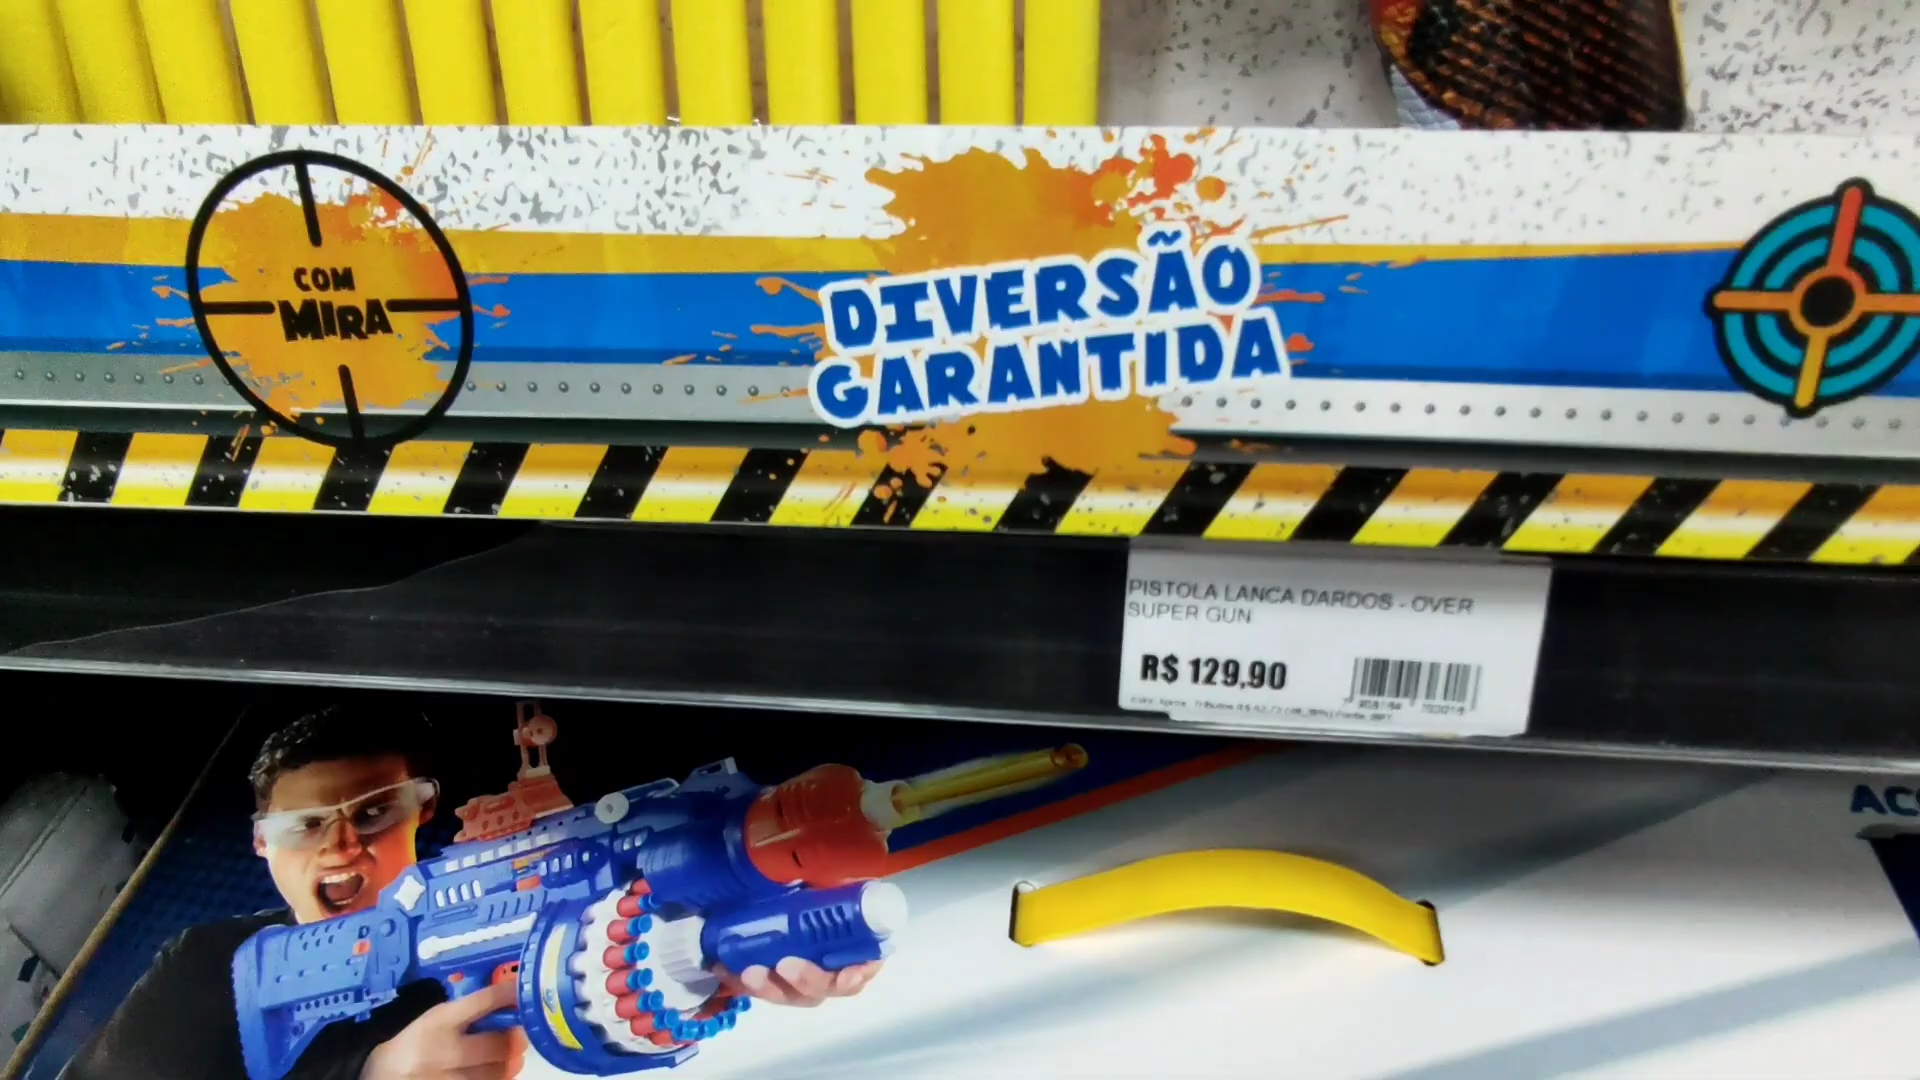 COM
MIRA
DIVERSÃO
GARANTIDA
PISTOLA LANCA DARDOS - OVER
SUPER GUN
R$ 129,90